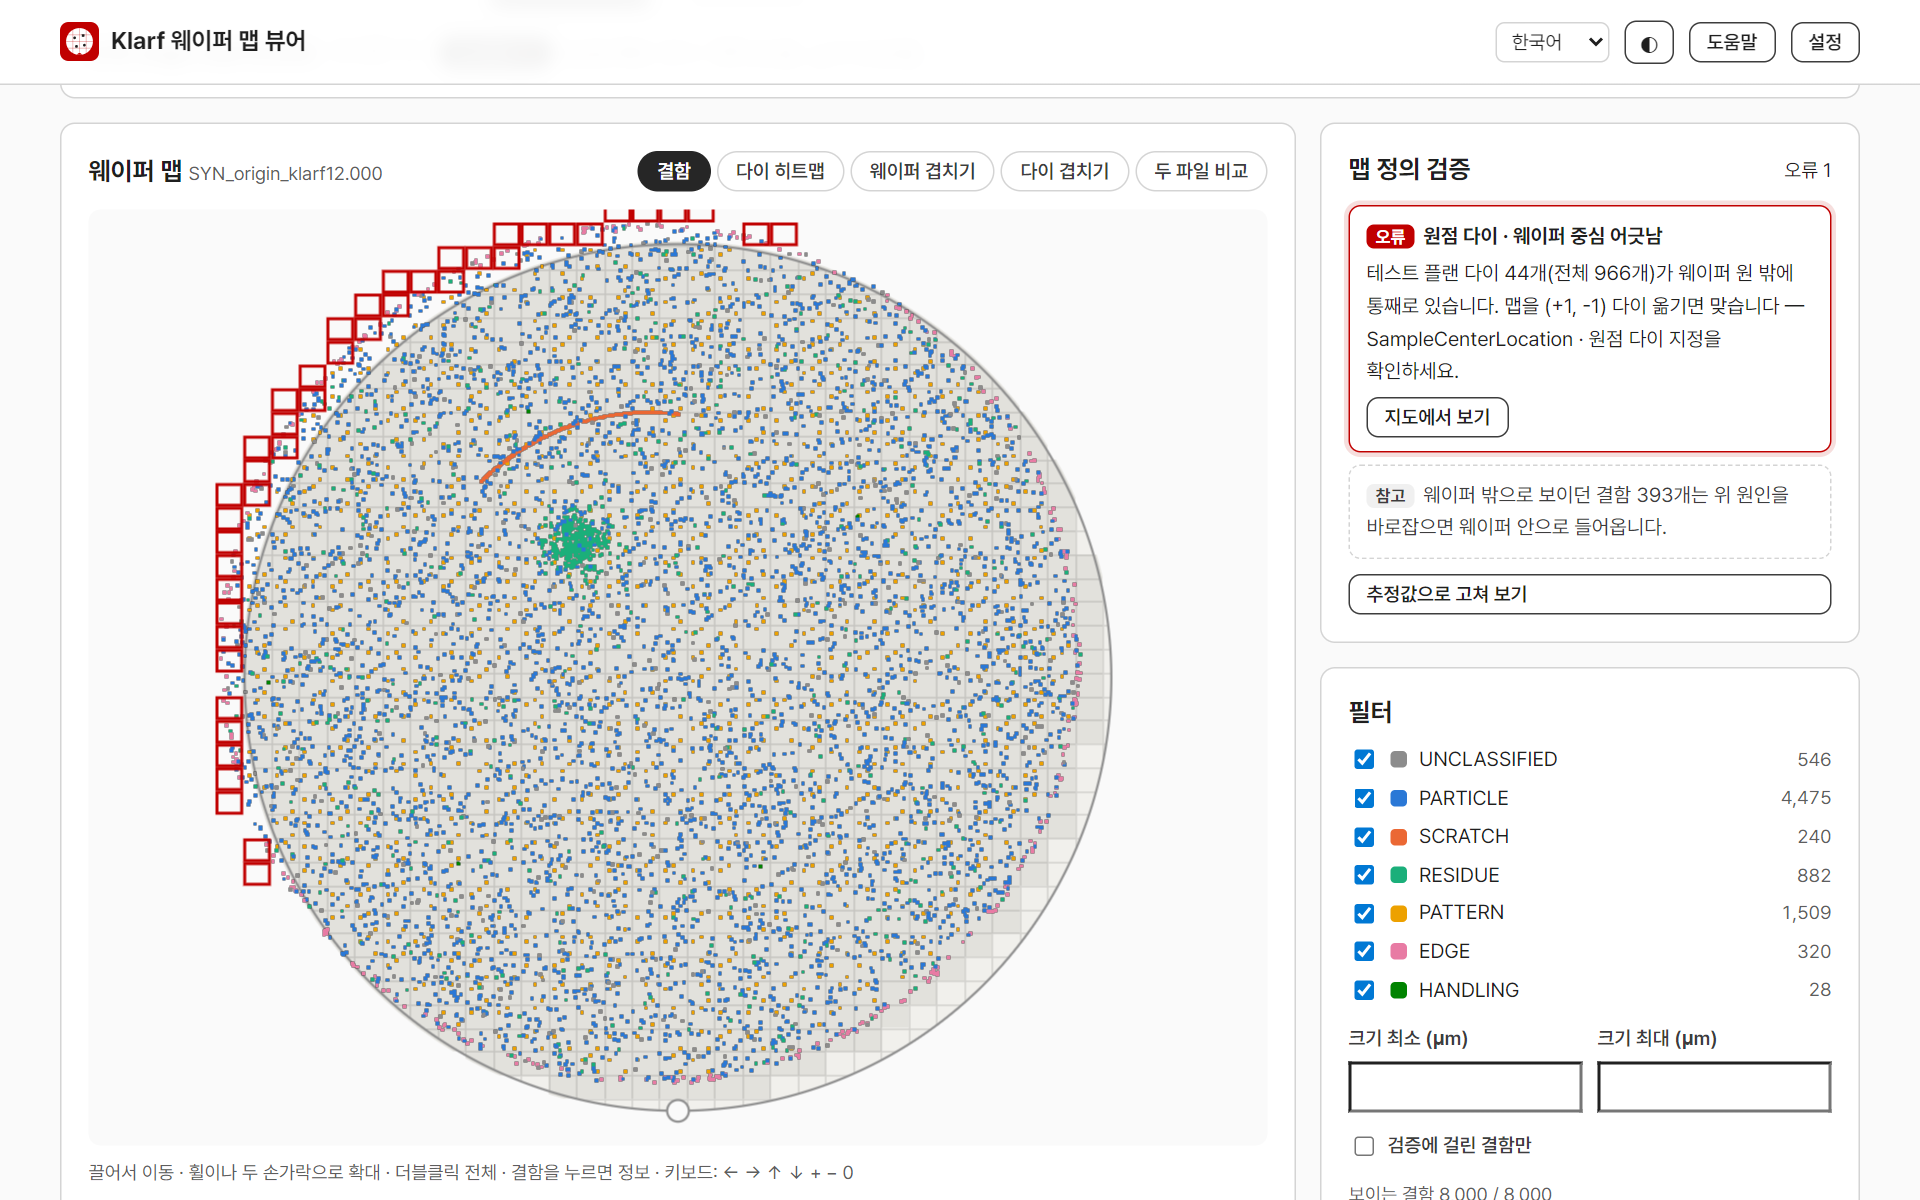 Klarf 웨이퍼 맵 뷰어
한국어
도움말
설정
웨이퍼 맵 SYN_origin_klarf12.000
결함
다이 히트맵
웨이퍼 겹치기
다이 겹치기
두 파일 비교
끌어서 이동 · 휠이나 두 손가락으로 확대 · 더블클릭 전체 · 결함을 누르면 정보 · 키보드: ← → ↑ ↓ + − 0
맵 정의 검증
오류 1
오류 원점 다이 · 웨이퍼 중심 어긋남
테스트 플랜 다이 44개(전체 966개)가 웨이퍼 원 밖에
통째로 있습니다. 맵을 (+1, -1) 다이 옮기면 맞습니다 —
SampleCenterLocation · 원점 다이 지정을
확인하세요.
지도에서 보기
참고 웨이퍼 밖으로 보이던 결함 393개는 위 원인을
바로잡으면 웨이퍼 안으로 들어옵니다.
추정값으로 고쳐 보기
필터
UNCLASSIFIED 546
PARTICLE 4,475
SCRATCH 240
RESIDUE 882
PATTERN 1,509
EDGE 320
HANDLING 28
크기 최소 (μm)
크기 최대 (μm)
검증에 걸린 결함만
보이는 결함 8,000 / 8,000